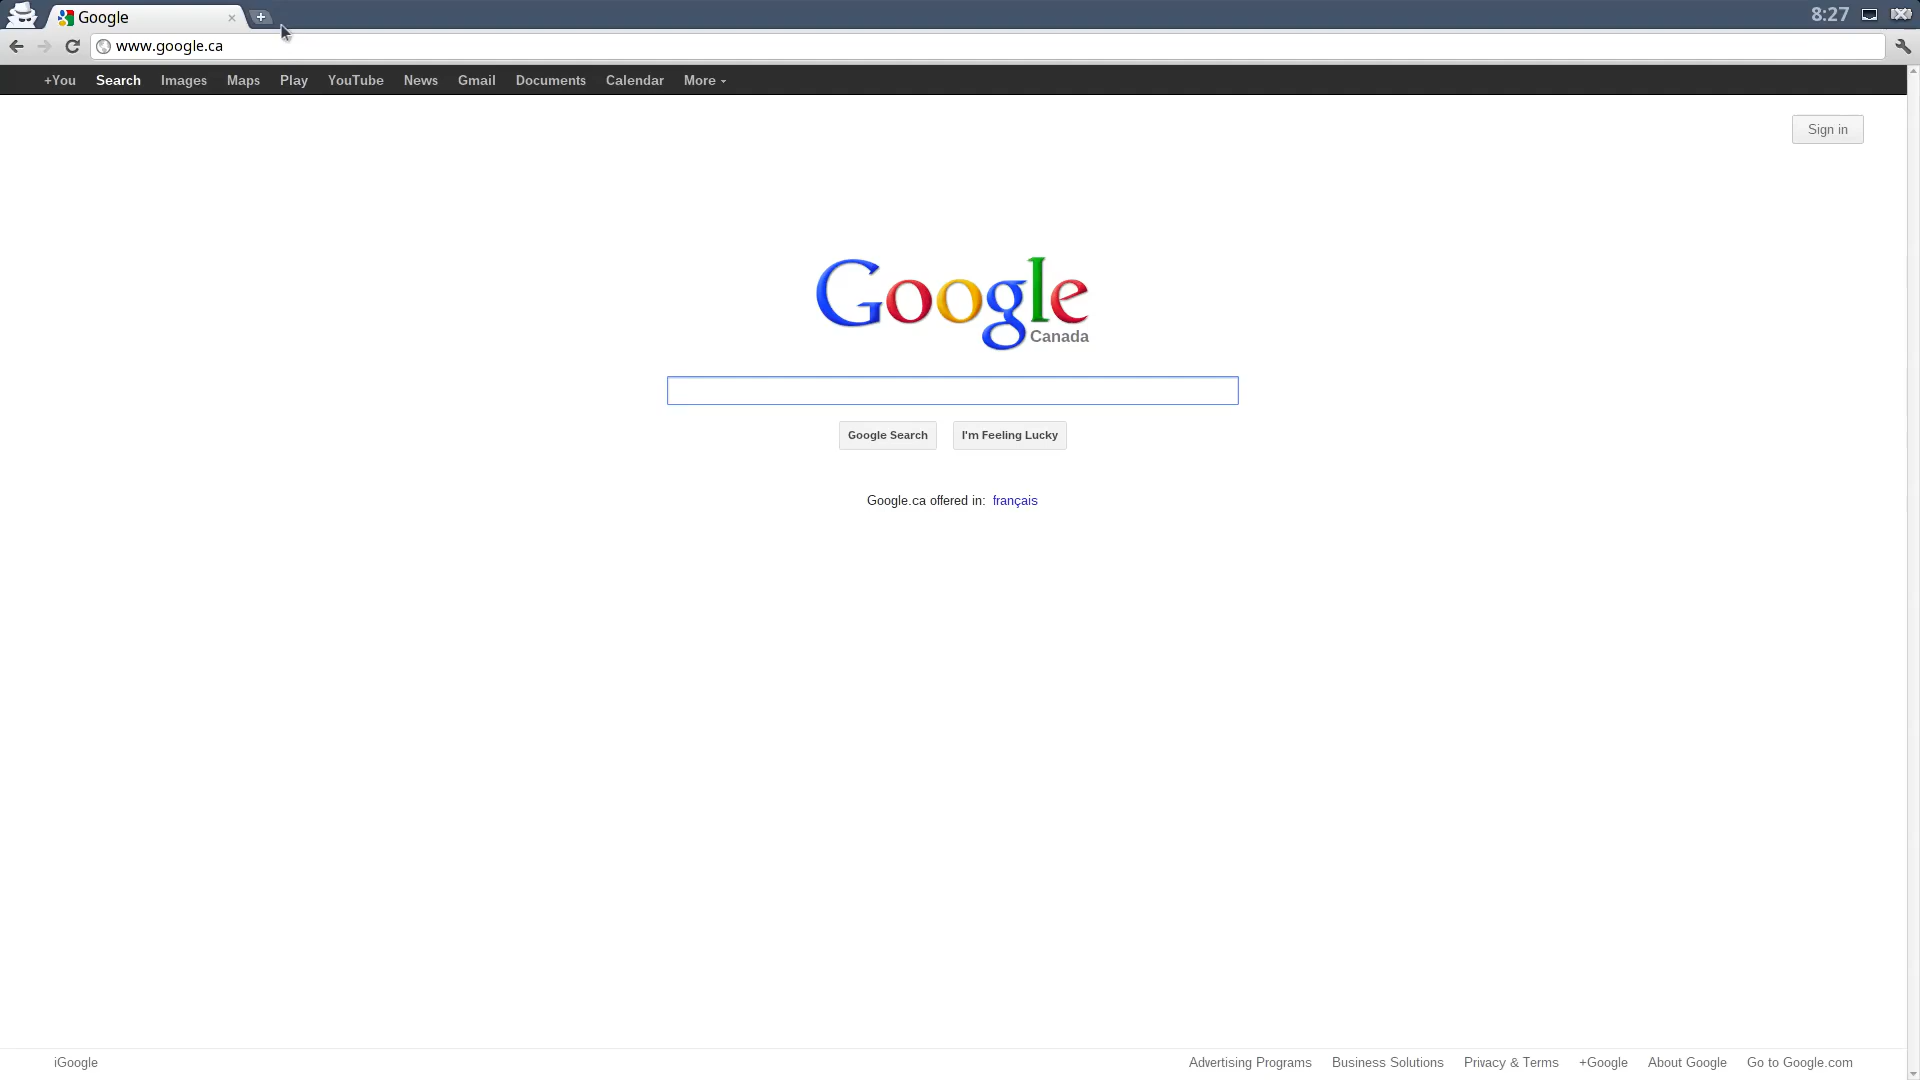 Google
8:27
www.google.ca
+You Search Images Maps Play YouTube News Gmail Documents Calendar More
Sign in
Google
Canada
Google Search I'm Feeling Lucky
Google.ca offered in: français
iGoogle Advertising Programs Business Solutions Privacy & Terms +Google About Google Go to Google.com